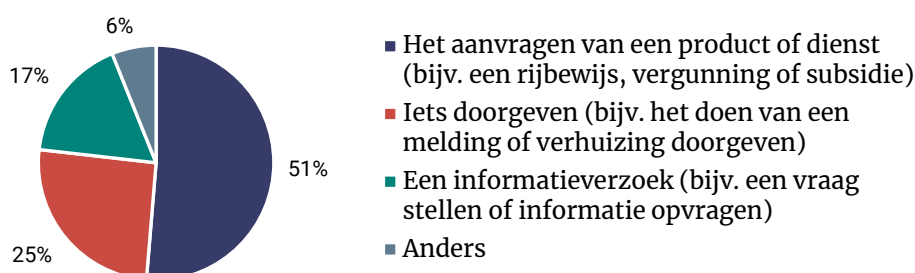 6%
17%
51%
25%
Het aanvragen van een product of dienst
(bijv. een rijbewijs, vergunning of subsidie)
Iets doorgeven (bijv. het doen van een
melding of verhuizing doorgeven)
Een informatieverzoek (bijv. een vraag
stellen of informatie opvragen)
Anders